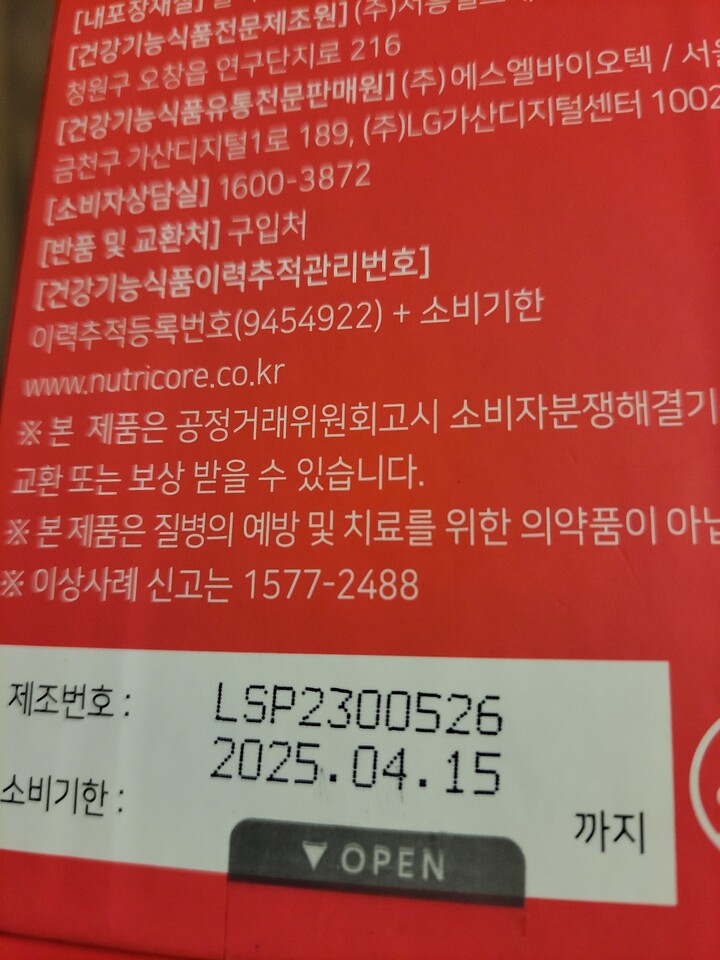 [내포장재질]
[건강기능식품전문제조원] (주)서흥
청원구 오창읍 연구단지로 216
[건강기능식품유통전문판매원] (주)에스엘바이오텍 / 서울
금천구 가산디지털1로 189, (주)LG가산디지털센터 1002
[소비자상담실] 1600-3872
[반품 및 교환처] 구입처
[건강기능식품이력추적관리번호]
이력추적등록번호(9454922) + 소비기한
www.nutricore.co.kr
※ 본 제품은 공정거래위원회고시 소비자분쟁해결기
교환 또는 보상 받을 수 있습니다.
※ 본 제품은 질병의 예방 및 치료를 위한 의약품이 아닙
※ 이상사례 신고는 1577-2488
제조번호 : LSP2300526
2025.04.15
소비기한 : 까지
▼OPEN